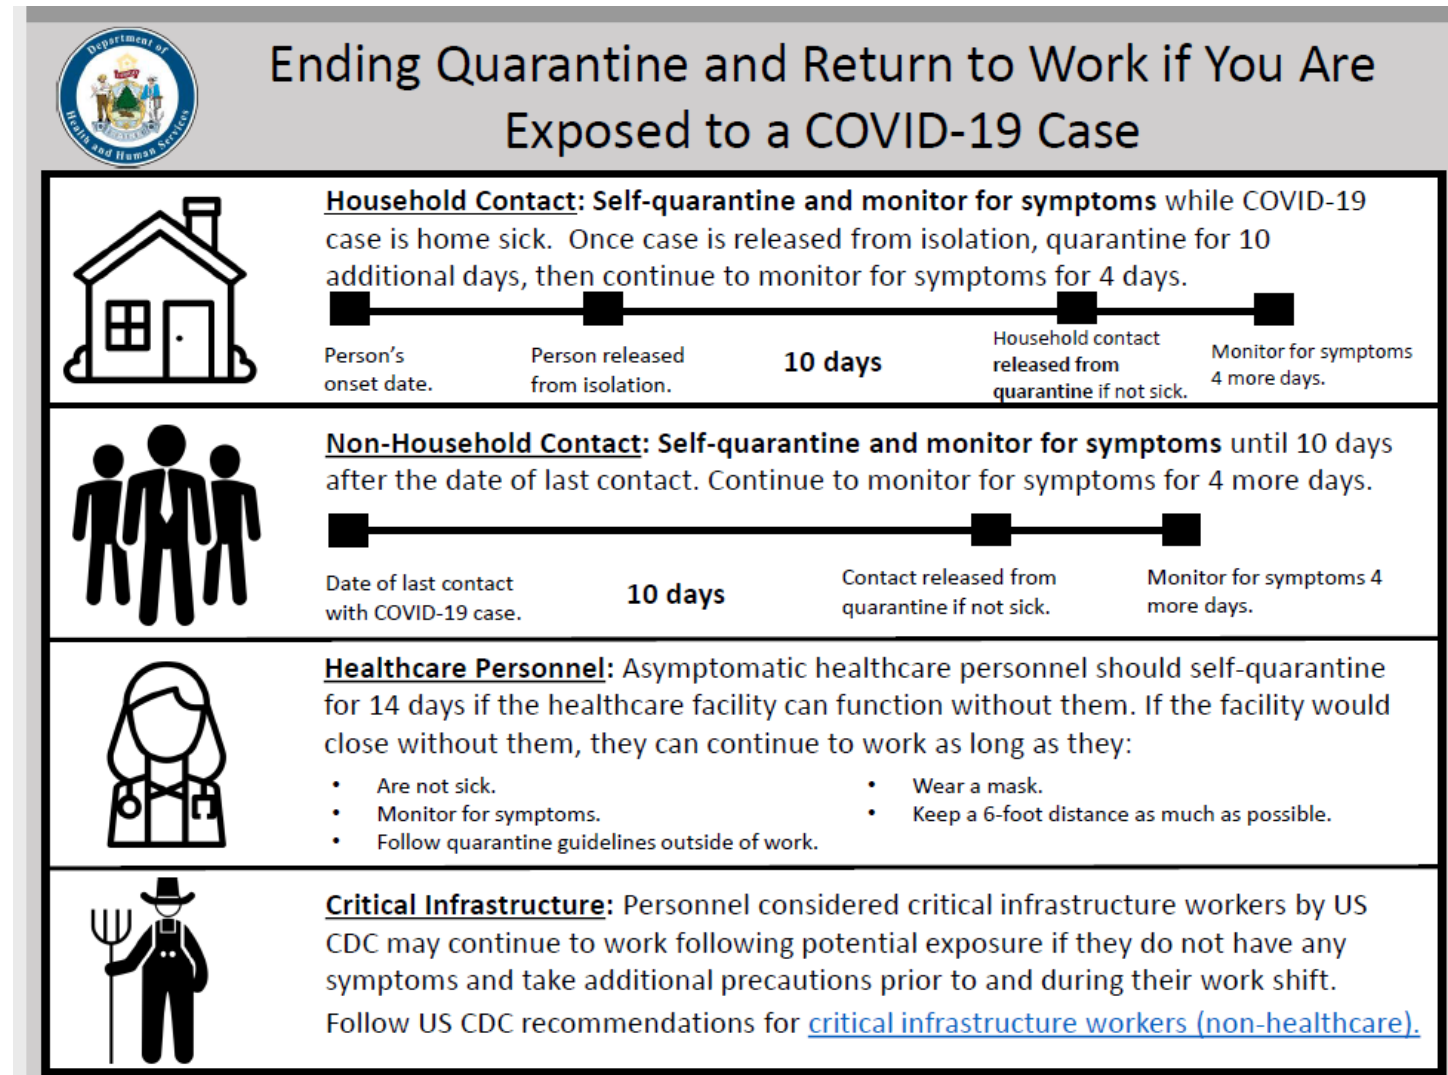 Department of
Health and Human Services
Ending Quarantine and Return to Work if You Are
Exposed to a COVID-19 Case
Household Contact: Self-quarantine and monitor for symptoms while COVID-19
case is home sick.  Once case is released from isolation, quarantine for 10
additional days, then continue to monitor for symptoms for 4 days.
Person's
onset date.
Person released
from isolation.
10 days
Household contact
released from
quarantine if not sick.
Monitor for symptoms
4 more days.
Non-Household Contact: Self-quarantine and monitor for symptoms until 10 days
after the date of last contact. Continue to monitor for symptoms for 4 more days.
Date of last contact
with COVID-19 case.
10 days
Contact released from
quarantine if not sick.
Monitor for symptoms 4
more days.
Healthcare Personnel: Asymptomatic healthcare personnel should self-quarantine
for 14 days if the healthcare facility can function without them. If the facility would
close without them, they can continue to work as long as they:
• Are not sick.
• Monitor for symptoms.
• Follow quarantine guidelines outside of work.
• Wear a mask.
• Keep a 6-foot distance as much as possible.
Critical Infrastructure: Personnel considered critical infrastructure workers by US
CDC may continue to work following potential exposure if they do not have any
symptoms and take additional precautions prior to and during their work shift.
Follow US CDC recommendations for critical infrastructure workers (non-healthcare).